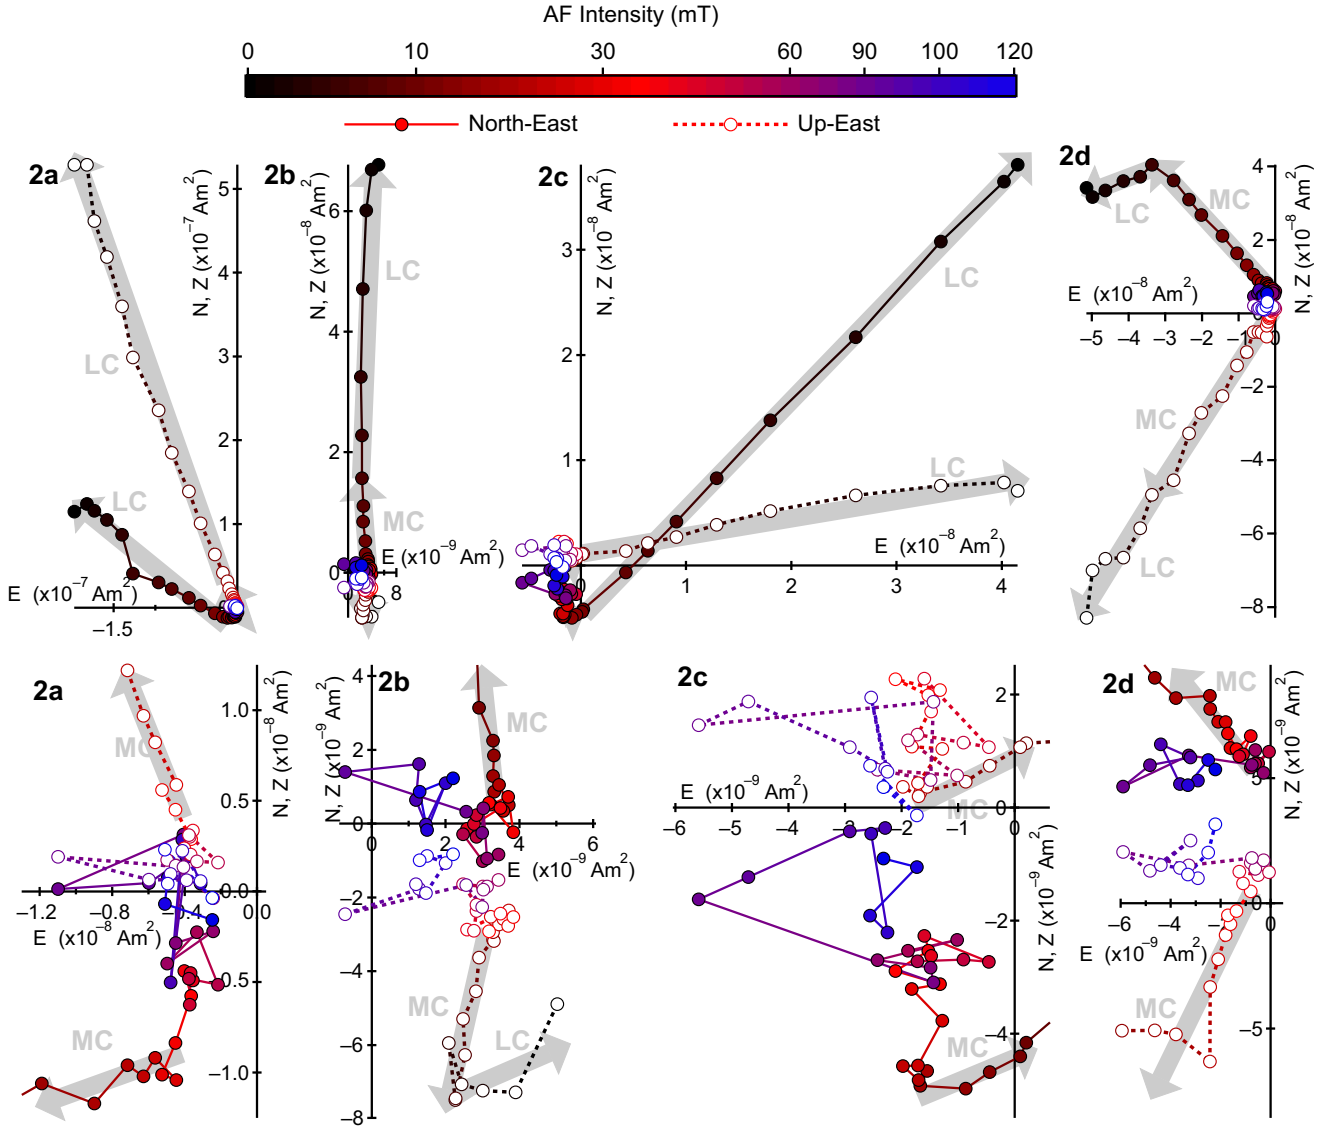 AF Intensity (mT)
0 10 30 60 90 100 120
North-East Up-East
2a
N, Z (x10⁻⁷ Am²)
5
4
3
2
1
0
LC
LC
E (x10⁻⁷ Am²)
−1.5
2b
N, Z (x10⁻⁸ Am²)
6
4
2
0
LC
MC
E (x10⁻⁹ Am²)
0 8
2c
N, Z (x10⁻⁸ Am²)
3
2
1
LC
LC
E (x10⁻⁸ Am²)
0 1 2 3 4
2d
N, Z (x10⁻⁸ Am²)
4
2
−2
−4
−6
−8
LC
MC
E (x10⁻⁸ Am²)
−5 −4 −3 −2 −1 0
MC
LC
2a
N, Z (x10⁻⁸ Am²)
1.0
0.5
0.0
−0.5
−1.0
MC
−1.2 −0.8 −0.4 0.0
E (x10⁻⁸ Am²)
MC
2b
N, Z (x10⁻⁹ Am²)
4
2
0
−2
−4
−6
−8
MC
0 2 6
E (x10⁻⁹ Am²)
MC
LC
2c
2
0
−2
−4
E (x10⁻⁹ Am²)
−6 −5 −4 −3 −2 −1 0
MC
N, Z (x10⁻⁹ Am²)
MC
2d
MC
N, Z (x10⁻⁹ Am²)
5
0
−5
−6 −4 −2 0
E (x10⁻⁹ Am²)
MC